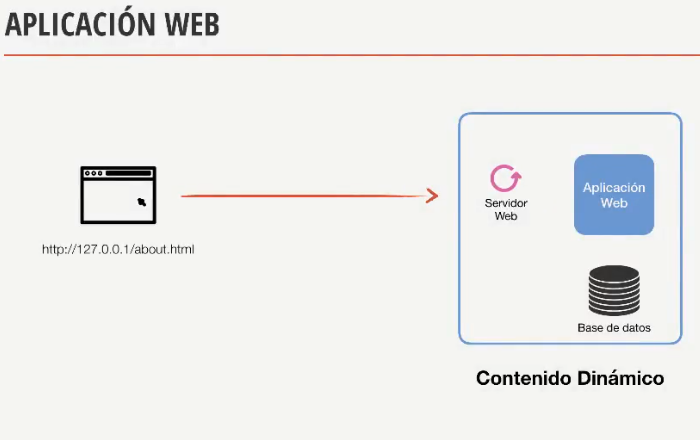 APLICACIÓN WEB
Servidor
Web
Aplicación
Web
http://127.0.0.1/about.html
Base de datos
Contenido Dinámico